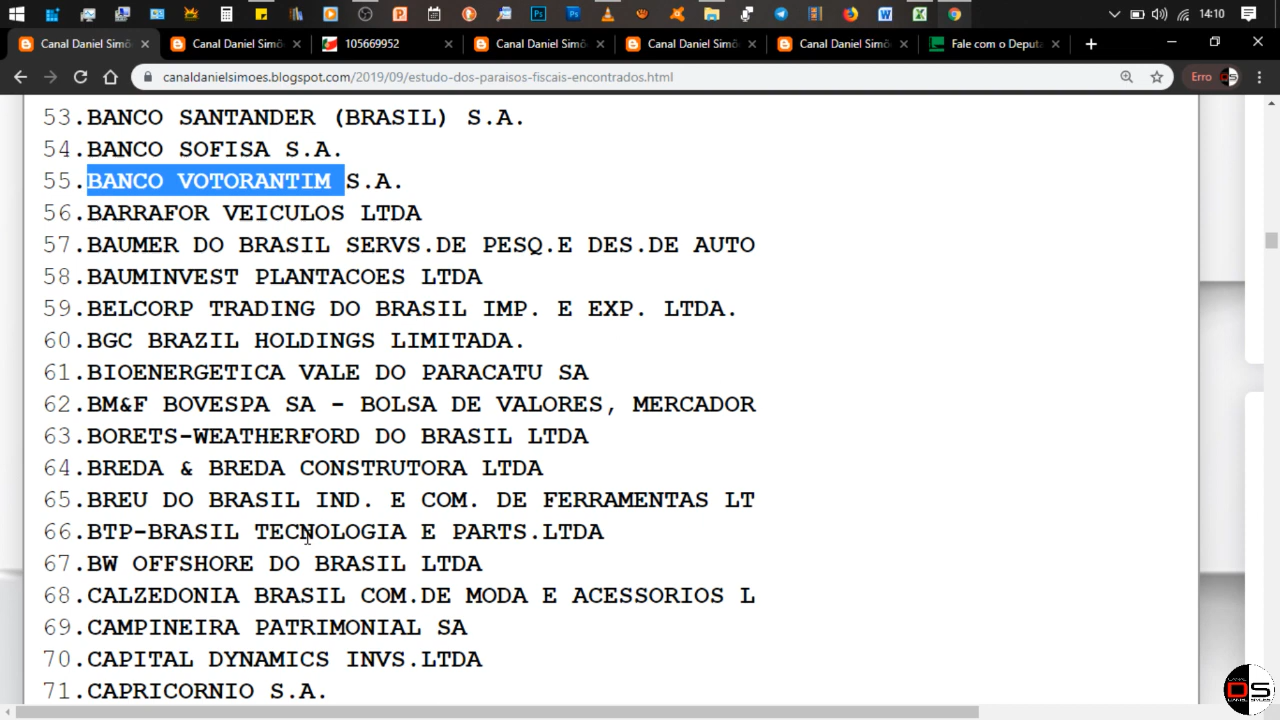 14:10
Canal Daniel Simõ
Canal Daniel Simõ
105669952
Canal Daniel Simõ
Canal Daniel Simõ
Canal Daniel Simõ
Fale com o Deputa
canaldanielsimoes.blogspot.com/2019/09/estudo-dos-paraisos-fiscais-encontrados.html
Erro
53.BANCO SANTANDER (BRASIL) S.A.
54.BANCO SOFISA S.A.
55.BANCO VOTORANTIM S.A.
56.BARRAFOR VEICULOS LTDA
57.BAUMER DO BRASIL SERVS.DE PESQ.E DES.DE AUTO
58.BAUMINVEST PLANTACOES LTDA
59.BELCORP TRADING DO BRASIL IMP. E EXP. LTDA.
60.BGC BRAZIL HOLDINGS LIMITADA.
61.BIOENERGETICA VALE DO PARACATU SA
62.BM&F BOVESPA SA - BOLSA DE VALORES, MERCADOR
63.BORETS-WEATHERFORD DO BRASIL LTDA
64.BREDA & BREDA CONSTRUTORA LTDA
65.BREU DO BRASIL IND. E COM. DE FERRAMENTAS LT
66.BTP-BRASIL TECNOLOGIA E PARTS.LTDA
67.BW OFFSHORE DO BRASIL LTDA
68.CALZEDONIA BRASIL COM.DE MODA E ACESSORIOS L
69.CAMPINEIRA PATRIMONIAL SA
70.CAPITAL DYNAMICS INVS.LTDA
71.CAPRICORNIO S.A.
CANAL
DS
DANIEL SIMÕES